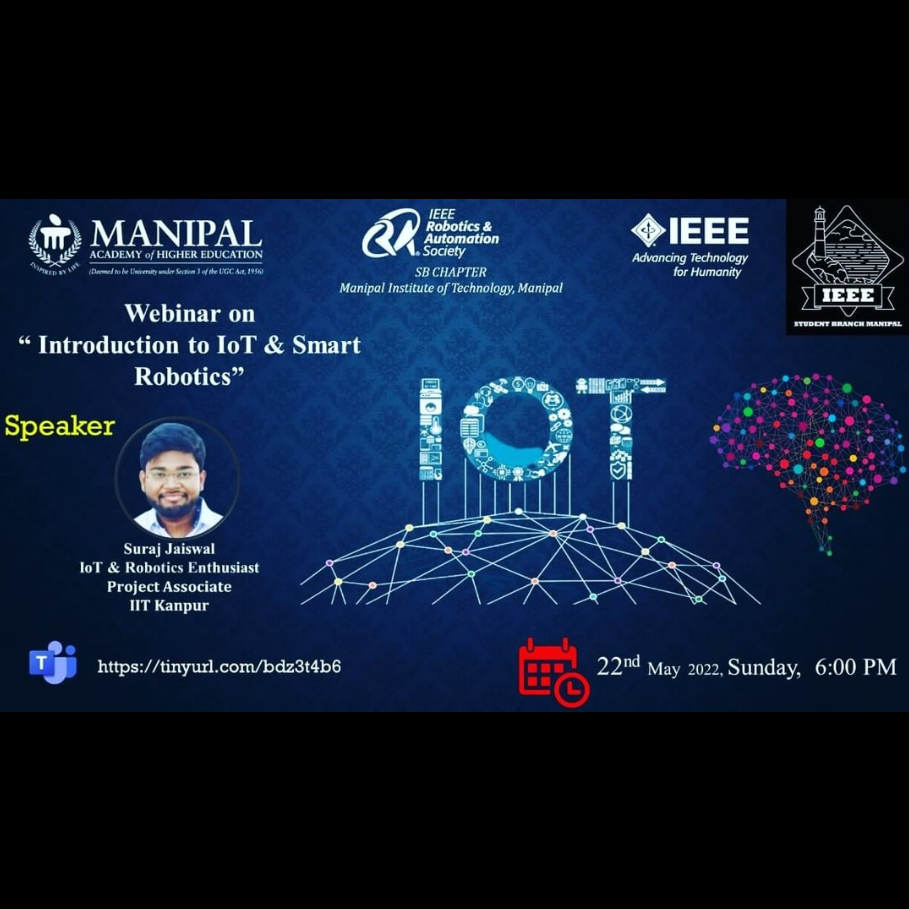 MANIPAL
ACADEMY of HIGHER EDUCATION
(Deemed to be University under Section 3 of the UGC Act, 1956)
INSPIRED BY LIFE
IEEE
Robotics &
Automation
Society
SB CHAPTER
Manipal Institute of Technology, Manipal
IEEE
Advancing Technology
for Humanity
IEEE
STUDENT BRANCH MANIPAL
Webinar on
“ Introduction to IoT & Smart
Robotics”
IOT
Speaker
Suraj Jaiswal
IoT & Robotics Enthusiast
Project Associate
IIT Kanpur
T
https://tinyurl.com/bdz3t4b6
22nd May 2022, Sunday, 6:00 PM